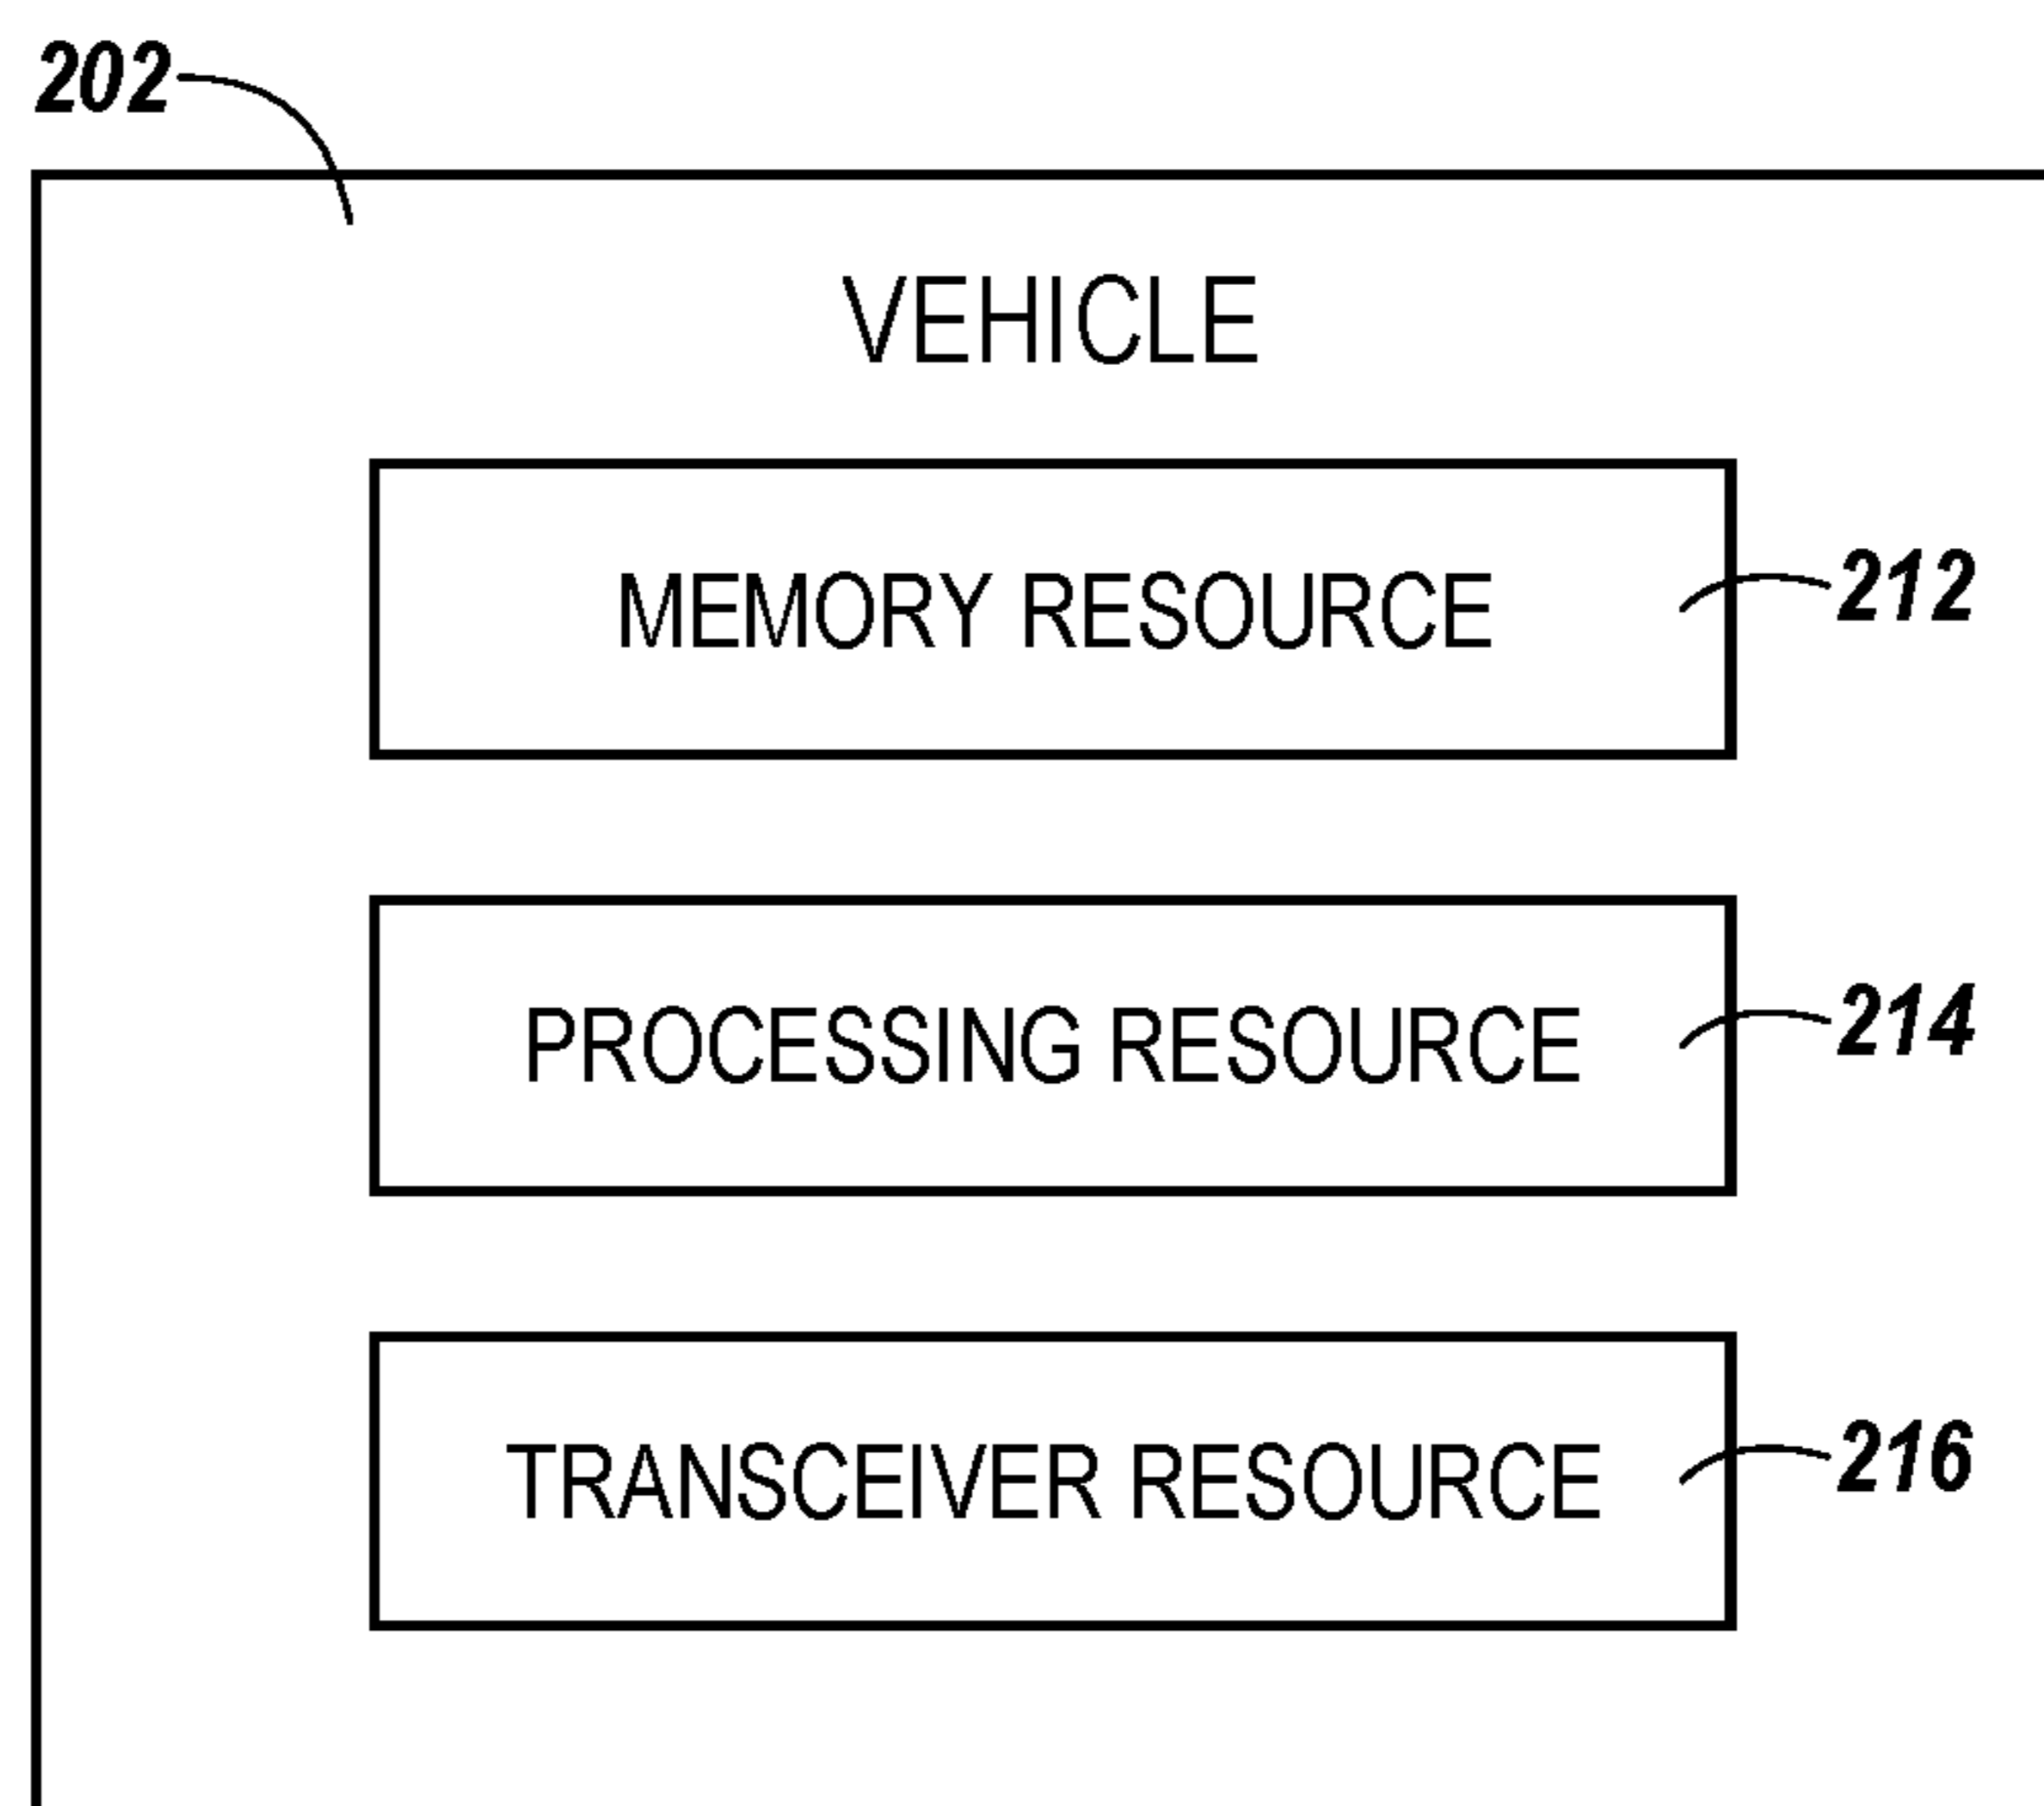 202
VEHICLE
MEMORY RESOURCE
212
PROCESSING RESOURCE
214
TRANSCEIVER RESOURCE
216